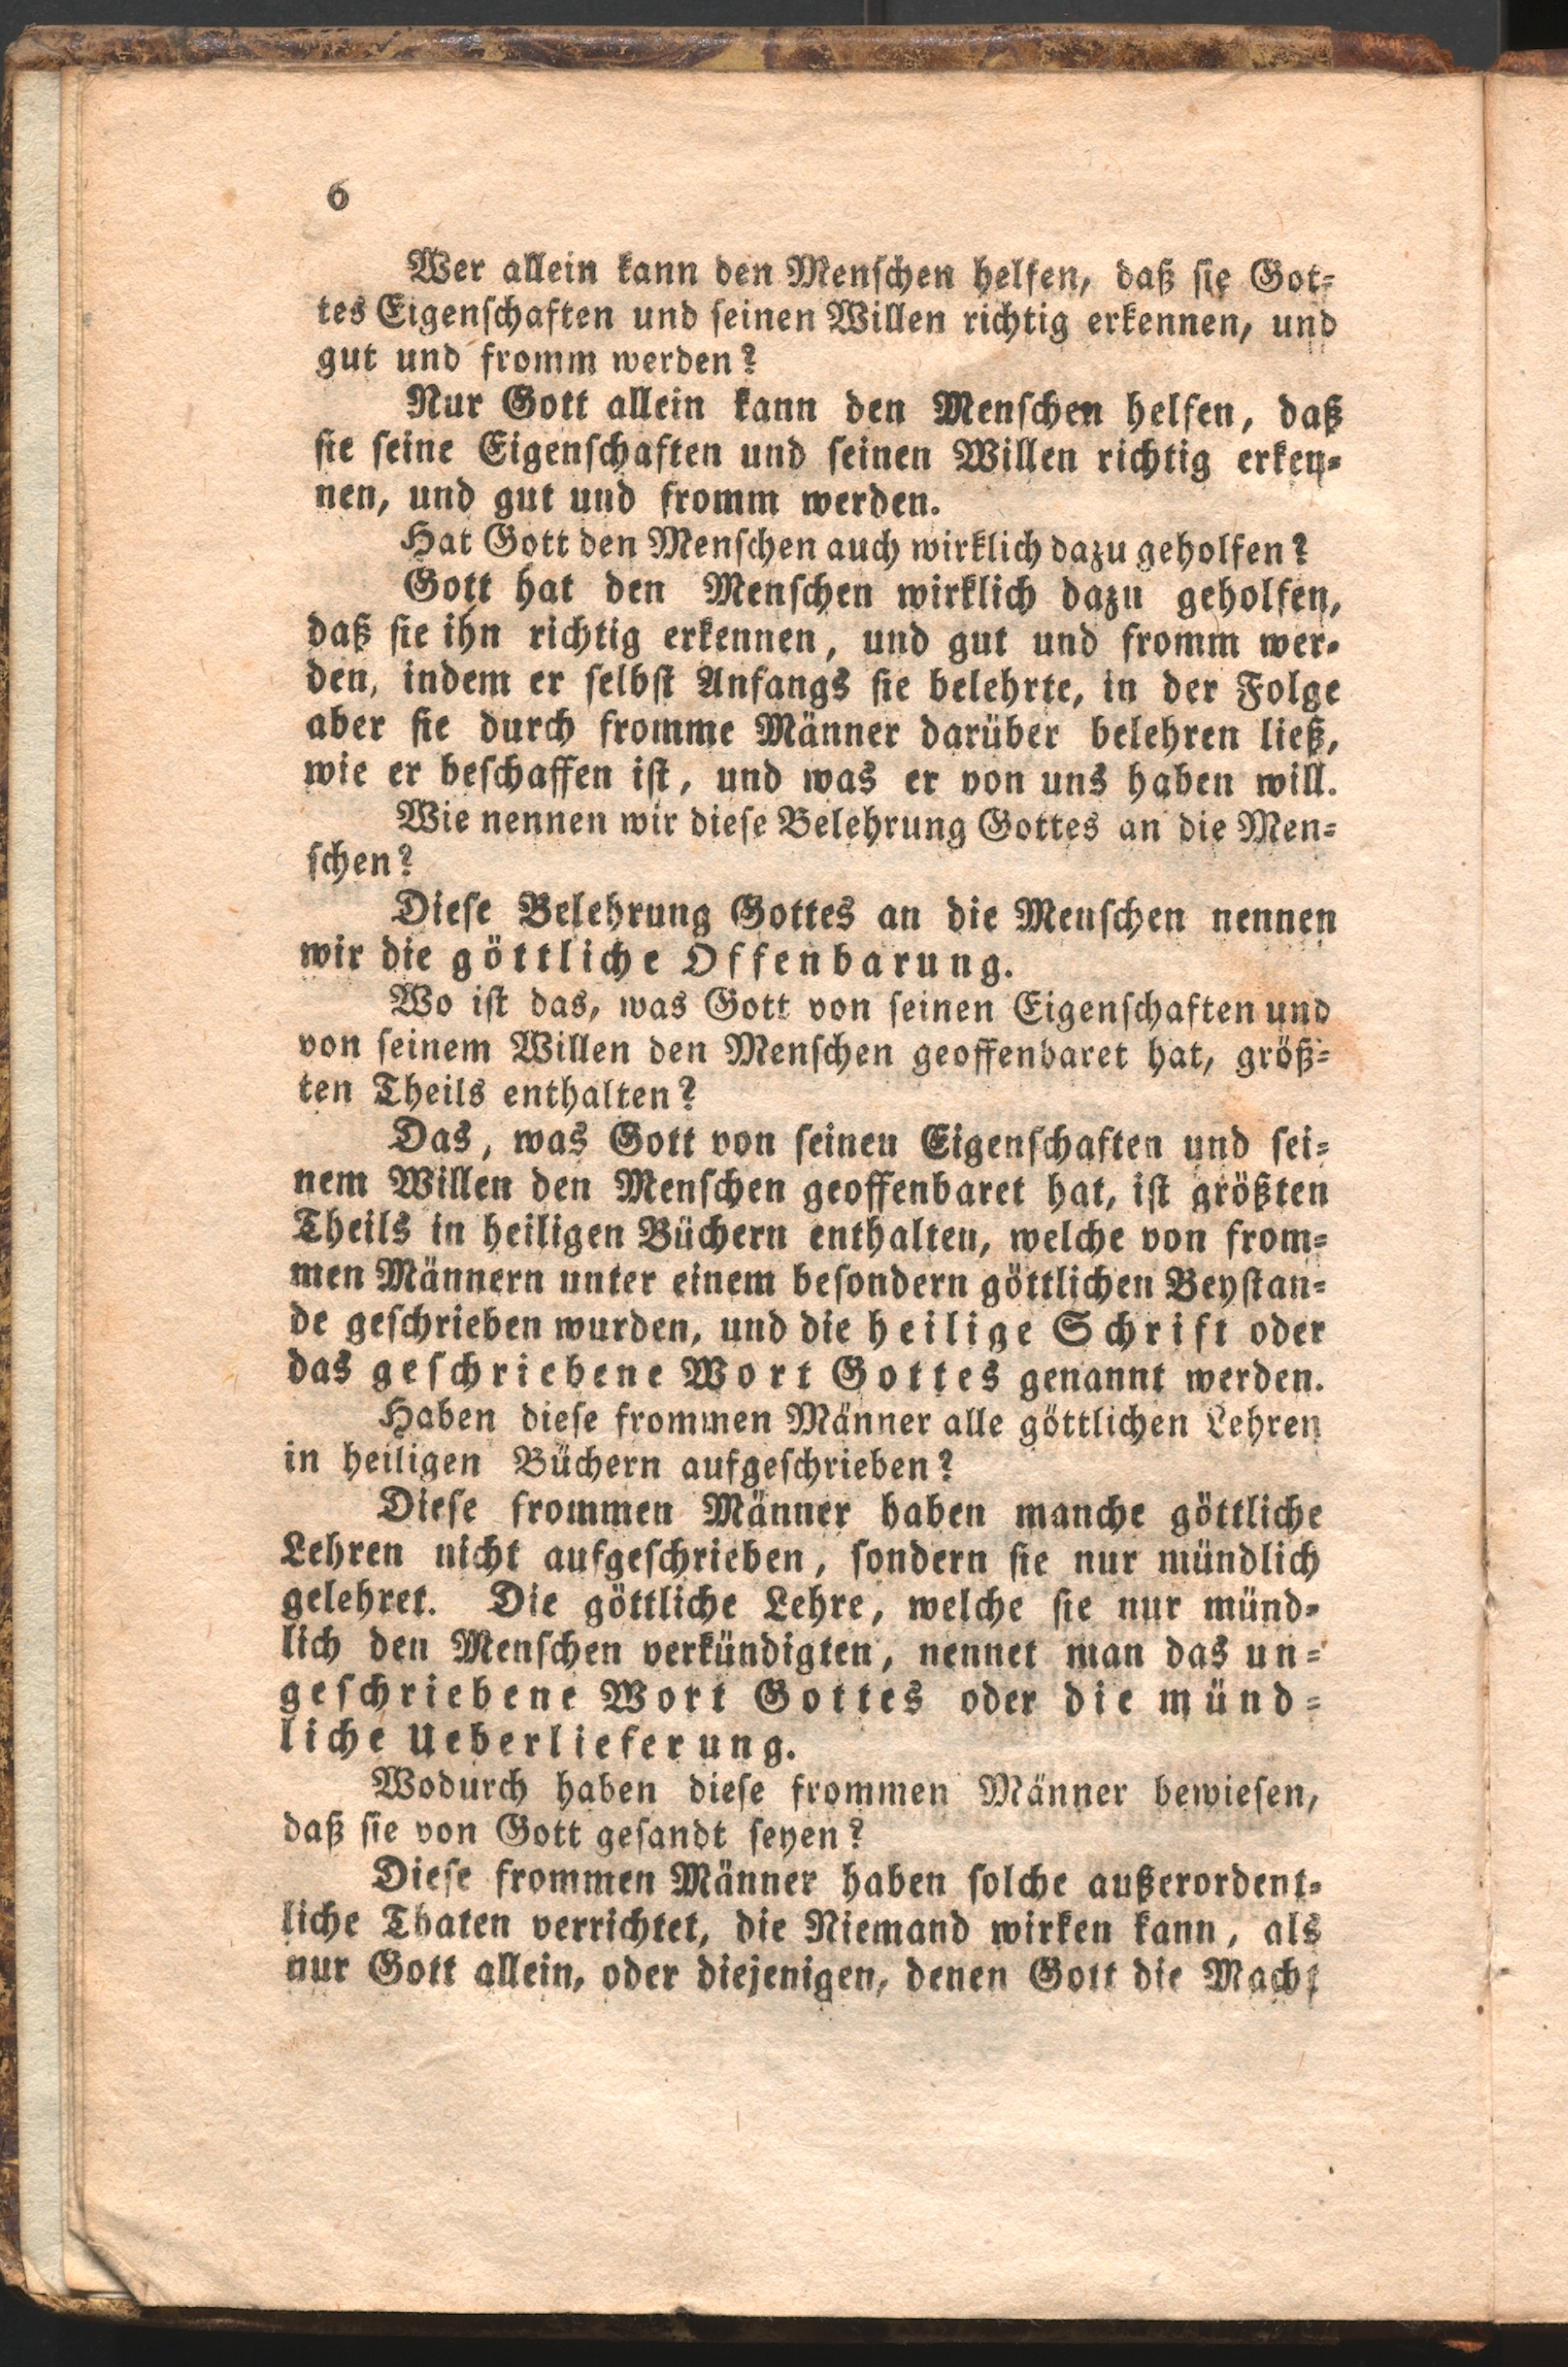 6
Wer allein kann den Menschen helfen, daß sie Got=
tes Eigenschaften und seinen Willen richtig erkennen, und
gut und fromm werden?
Nur Gott allein kann den Menschen helfen, daß
sie seine Eigenschaften und seinen Willen richtig erken=
nen, und gut und fromm werden.
Hat Gott den Menschen auch wirklich dazu geholfen?
Gott hat den Menschen wirklich dazu geholfen,
daß sie ihn richtig erkennen, und gut und fromm wer=
den, indem er selbst Anfangs sie belehrte, in der Folge
aber sie durch fromme Männer darüber belehren ließ,
wie er beschaffen ist, und was er von uns haben will.
Wie nennen wir diese Belehrung Gottes an die Men=
schen?
Diese Belehrung Gottes an die Menschen nennen
wir die göttliche Offenbarung.
Wo ist das, was Gott von seinen Eigenschaften und
von seinem Willen den Menschen geoffenbaret hat, größ=
ten Theils enthalten?
Das, was Gott von seinen Eigenschaften und sei=
nem Willen den Menschen geoffenbaret hat, ist größten
Theils in heiligen Büchern enthalten, welche von from=
men Männern unter einem besondern göttlichen Beystan=
de geschrieben wurden, und die heilige Schrift oder
das geschriebene Wort Gottes genannt werden.
Haben diese frommen Männer alle göttlichen Lehren
in heiligen Büchern aufgeschrieben?
Diese frommen Männer haben manche göttliche
Lehren nicht aufgeschrieben, sondern sie nur mündlich
gelehret. Die göttliche Lehre, welche sie nur münd=
lich den Menschen verkündigten, nennet man das un=
geschriebene Wort Gottes oder die münd=
liche Ueberlieferung.
Wodurch haben diese frommen Männer bewiesen,
daß sie von Gott gesandt seyen?
Diese frommen Männer haben solche außerordent=
liche Thaten verrichtet, die Niemand wirken kann, als
nur Gott allein, oder diejenigen, denen Gott die Macht